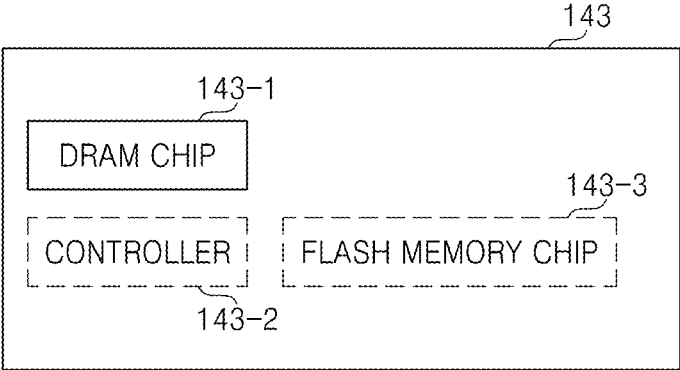 143
143-1
DRAM CHIP
143-3
CONTROLLER
FLASH MEMORY CHIP
143-2